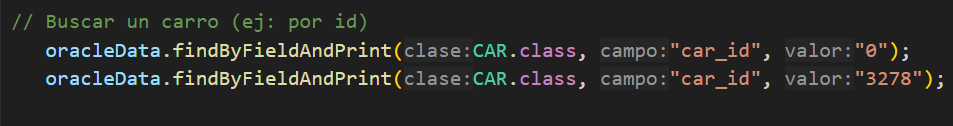 // Buscar un carro (ej: por id)
oracleData.findByFieldAndPrint(clase:CAR.class, campo:"car_id", valor:"0");
oracleData.findByFieldAndPrint(clase:CAR.class, campo:"car_id", valor:"3278");